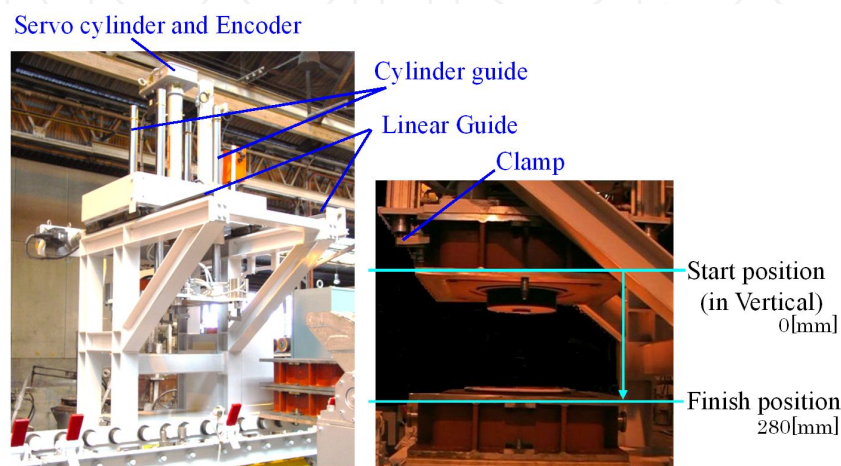 Servo cylinder and Encoder
Cylinder guide
Linear Guide
Clamp
Start position
(in Vertical)
0[mm]
Finish position
280[mm]